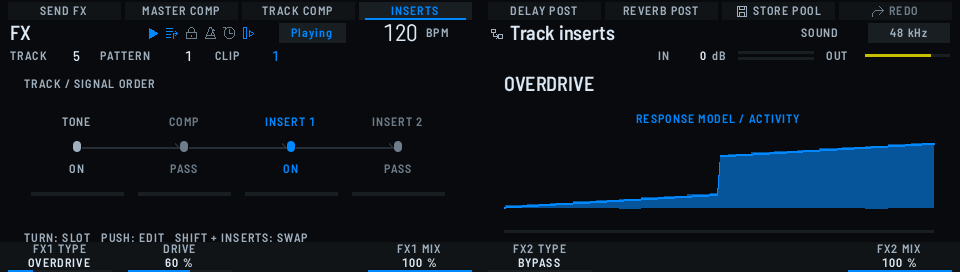 SEND FX MASTER COMP TRACK COMP INSERTS DELAY POST REVERB POST STORE POOL REDO
FX Playing 120 BPM Track inserts SOUND 48 kHz
TRACK 5 PATTERN 1 CLIP 1 IN 0 dB OUT
TRACK / SIGNAL ORDER OVERDRIVE
RESPONSE MODEL / ACTIVITY
TONE COMP INSERT 1 INSERT 2
ON PASS ON PASS
TURN: SLOT PUSH: EDIT SHIFT + INSERTS: SWAP
FX1 TYPE DRIVE FX1 MIX FX2 TYPE FX2 MIX
OVERDRIVE 60 % 100 % BYPASS 100 %